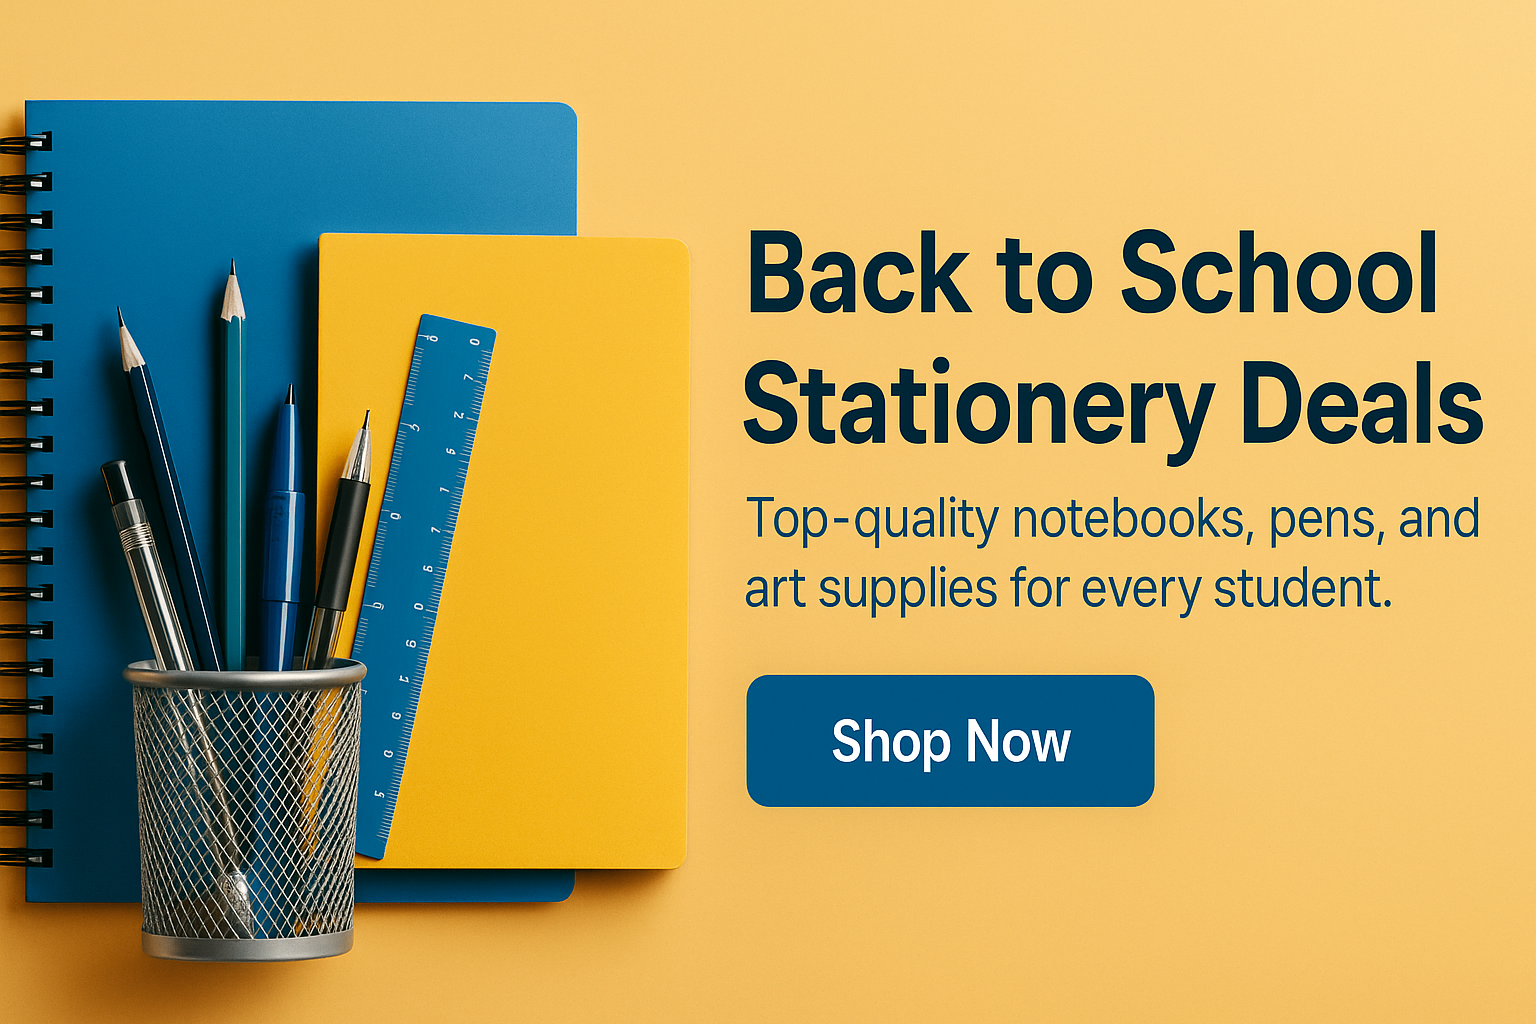 Back to School
Stationery Deals
Top-quality notebooks, pens, and
art supplies for every student.
Shop Now